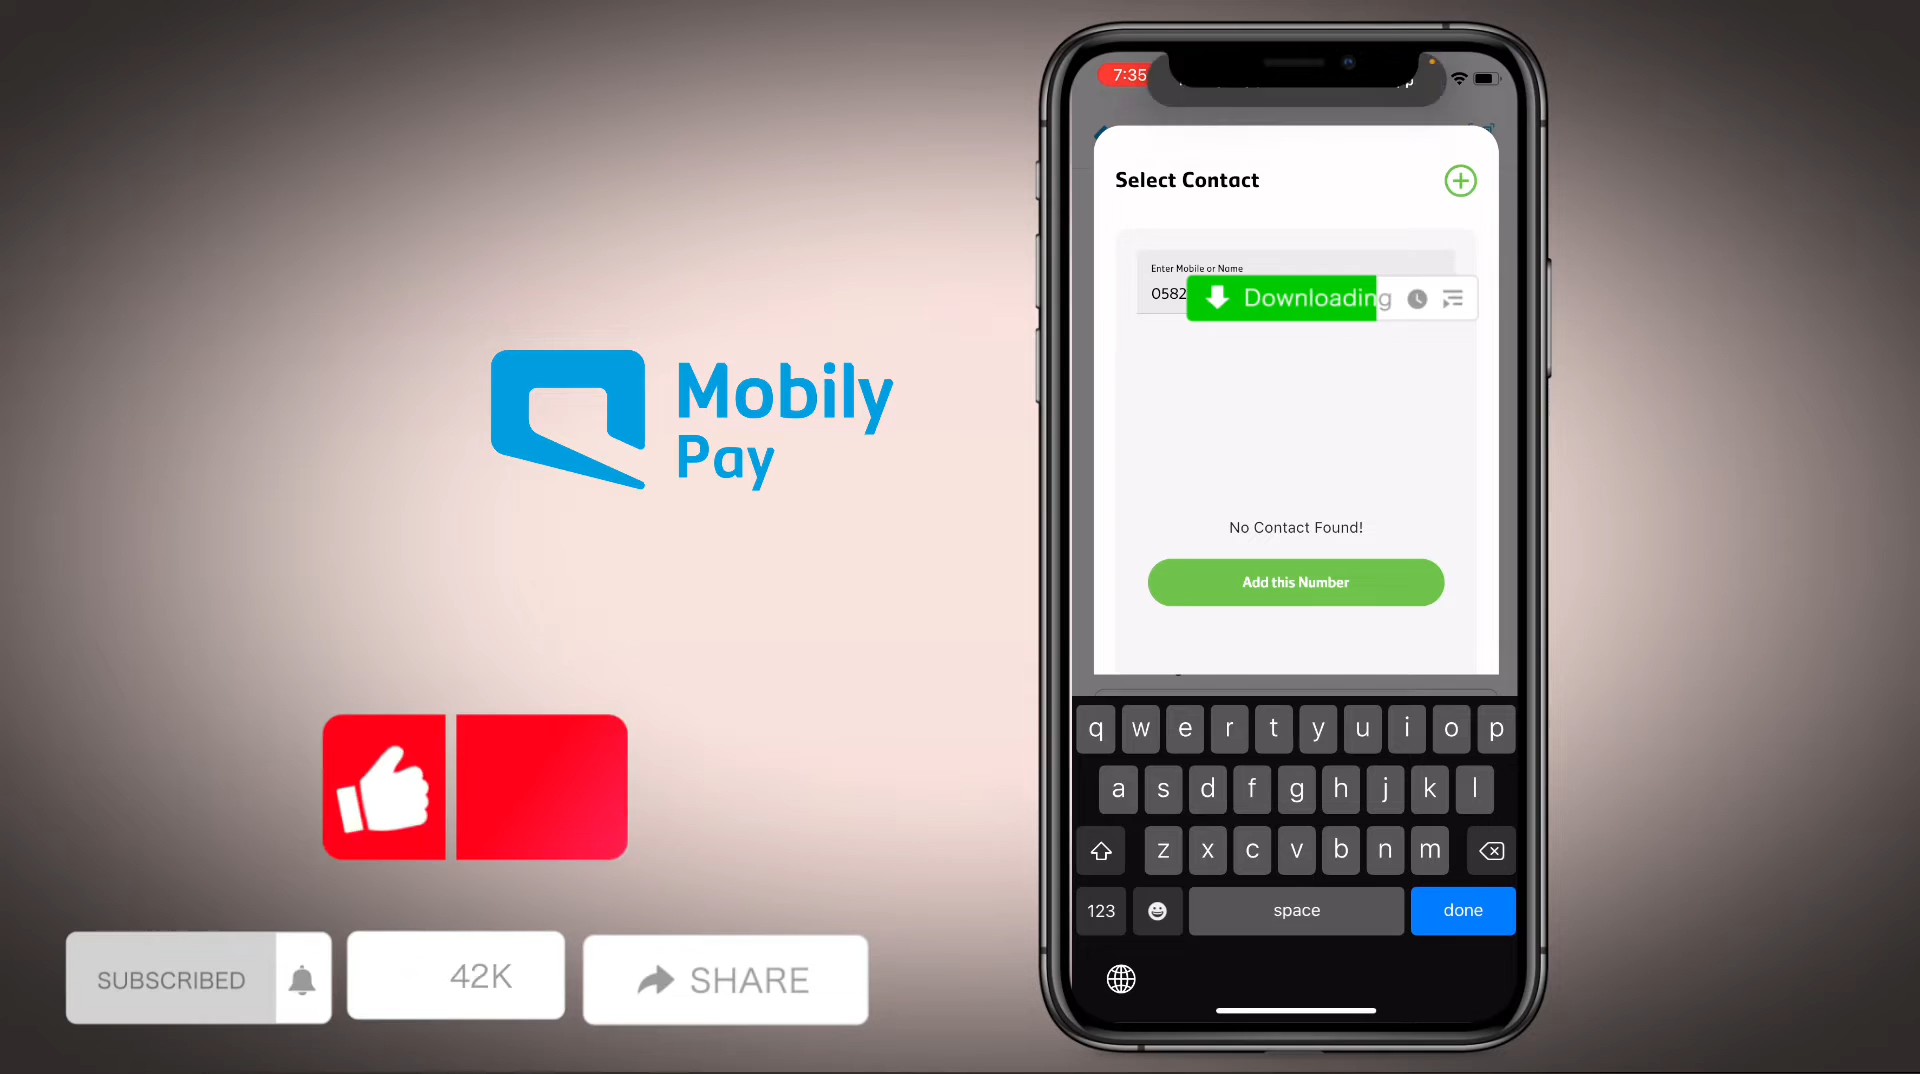 7:35
Select Contact
Enter Mobile or Name
0582
Downloading
Mobily
Pay
No Contact Found!
Add this Number
q w e r t y u i o p
a s d f g h j k l
z x c v b n m
123 space done
SUBSCRIBED
42K
SHARE